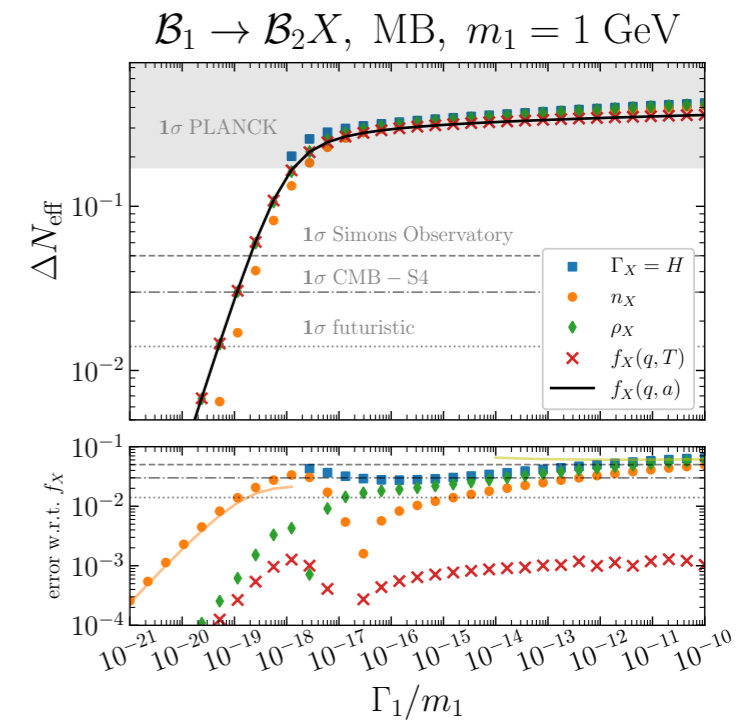 𝓑₁ → 𝓑₂X, MB, m₁ = 1 GeV
1σ PLANCK
10⁻¹
ΔN_eff
1σ Simons Observatory
1σ CMB − S4
1σ futuristic
10⁻²
Γ_X = H
n_X
ρ_X
f_X(q, T)
f_X(q, a)
10⁻¹
10⁻²
10⁻³
10⁻⁴
error w.r.t. f_X
10⁻²¹ 10⁻²⁰ 10⁻¹⁹ 10⁻¹⁸ 10⁻¹⁷ 10⁻¹⁶ 10⁻¹⁵ 10⁻¹⁴ 10⁻¹³ 10⁻¹² 10⁻¹¹ 10⁻¹⁰
Γ₁/m₁